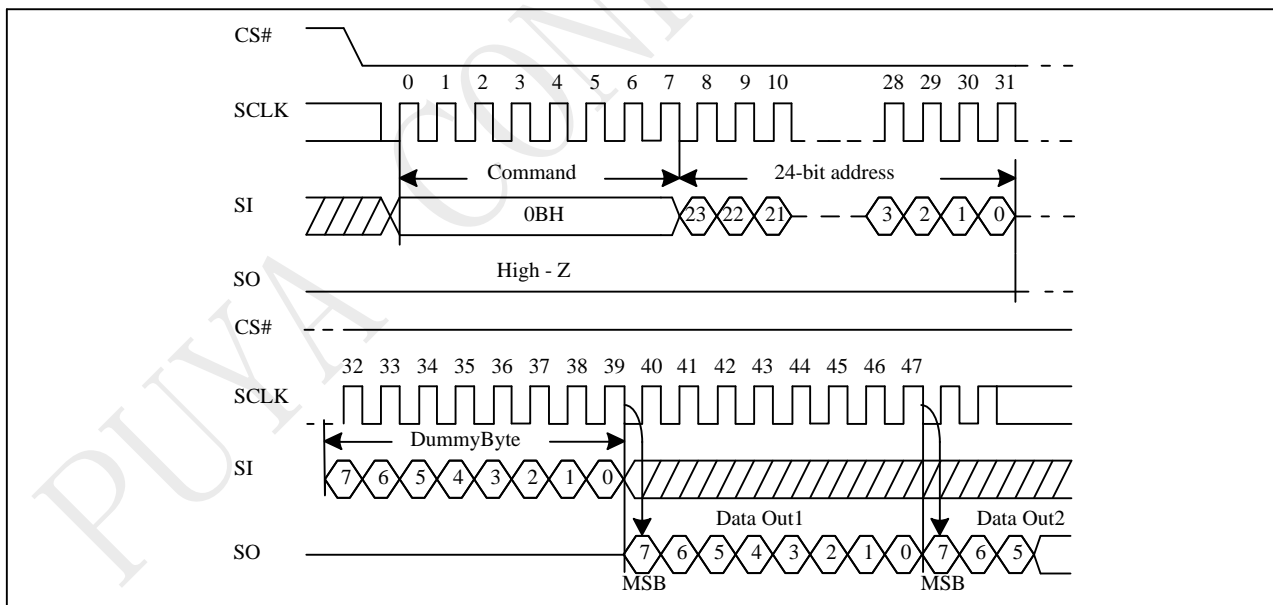 CS#
0 1 2 3 4 5 6 7 8 9 10 28 29 30 31
SCLK
Command 24-bit address
SI 0BH 23 22 21 3 2 1 0
High - Z
SO
CS#
32 33 34 35 36 37 38 39 40 41 42 43 44 45 46 47
SCLK
DummyByte
SI 7 6 5 4 3 2 1 0
Data Out1 Data Out2
SO 7 6 5 4 3 2 1 0 7 6 5
MSB MSB
PUYA